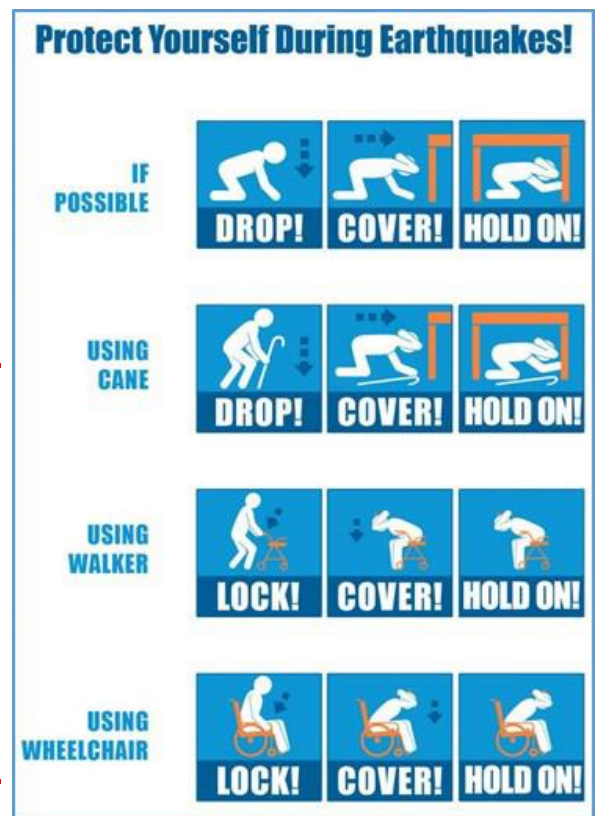 Protect Yourself During Earthquakes!
IF
POSSIBLE
DROP! COVER! HOLD ON!
USING
CANE
DROP! COVER! HOLD ON!
USING
WALKER
LOCK! COVER! HOLD ON!
USING
WHEELCHAIR
LOCK! COVER! HOLD ON!